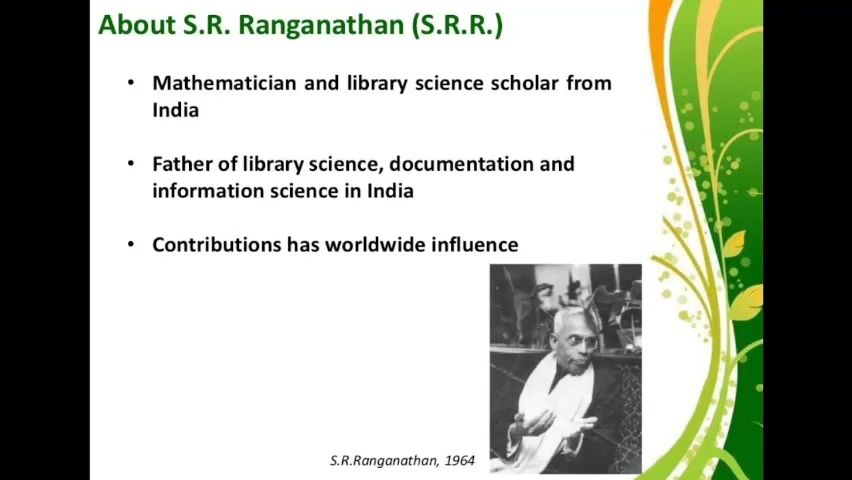 About S.R. Ranganathan (S.R.R.)
• Mathematician and library science scholar from
India
• Father of library science, documentation and
information science in India
• Contributions has worldwide influence
S.R.Ranganathan, 1964